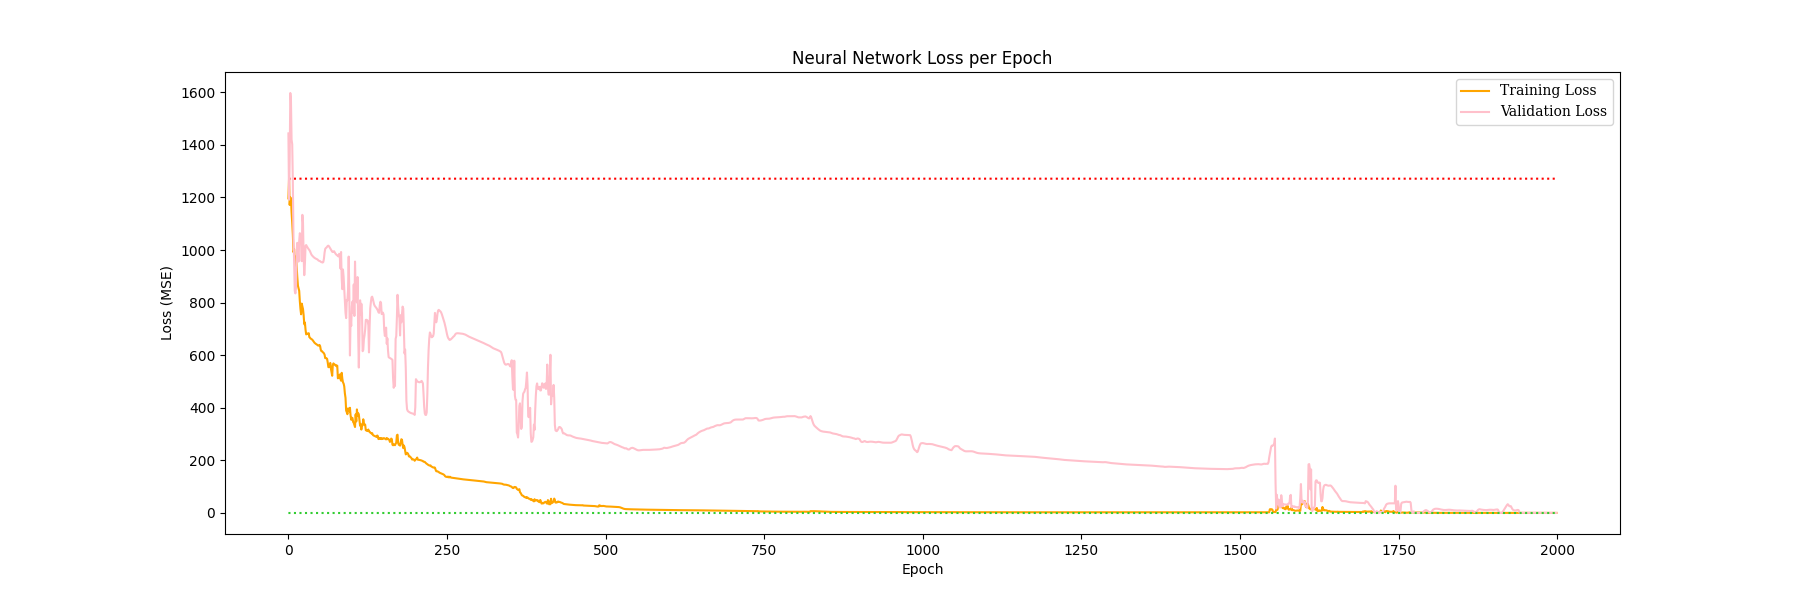 Neural Network Loss per Epoch
Training Loss
Validation Loss
Loss (MSE)
1600
1400
1200
1000
800
600
400
200
0
0 250 500 750 1000 1250 1500 1750 2000
Epoch